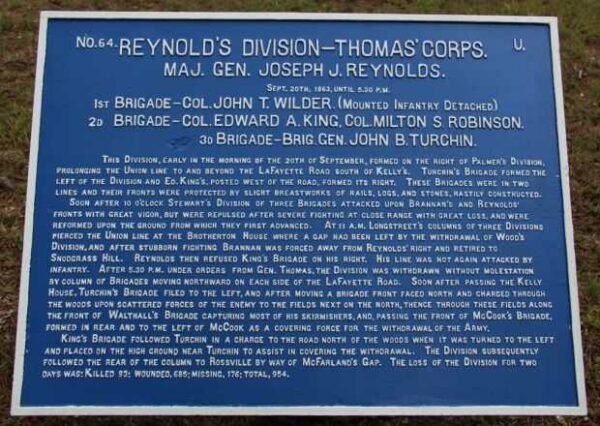 No. 64. REYNOLD'S DIVISION–THOMAS' CORPS. U.
MAJ. GEN. JOSEPH J. REYNOLDS.
SEPT. 20TH, 1863, UNTIL 5.30 P.M.
1ST BRIGADE–COL. JOHN T. WILDER. (MOUNTED INFANTRY DETACHED)
2D BRIGADE–COL. EDWARD A. KING, COL. MILTON S. ROBINSON.
3D BRIGADE–BRIG. GEN. JOHN B. TURCHIN.
THIS DIVISION, EARLY IN THE MORNING OF THE 20TH OF SEPTEMBER, FORMED ON THE RIGHT OF PALMER'S DIVISION,
PROLONGING THE UNION LINE TO AND BEYOND THE LAFAYETTE ROAD SOUTH OF KELLY'S. TURCHIN'S BRIGADE FORMED THE
LEFT OF THE DIVISION AND ED. KING'S, POSTED WEST OF THE ROAD, FORMED ITS RIGHT. THESE BRIGADES WERE IN TWO
LINES AND THEIR FRONTS WERE PROTECTED BY SLIGHT BREASTWORKS OF RAILS, LOGS, AND STONES, HASTILY CONSTRUCTED.
SOON AFTER 10 O'CLOCK STEWART'S DIVISION OF THREE BRIGADES ATTACKED UPON BRANNAN'S AND REYNOLDS'
FRONTS WITH GREAT VIGOR, BUT WERE REPULSED AFTER SEVERE FIGHTING AT CLOSE RANGE WITH GREAT LOSS, AND WERE
REFORMED UPON THE GROUND FROM WHICH THEY FIRST ADVANCED. AT 11 A.M. LONGSTREET'S COLUMNS OF THREE DIVISIONS
PIERCED THE UNION LINE AT THE BROTHERTON HOUSE WHERE A GAP HAD BEEN LEFT BY THE WITHDRAWAL OF WOOD'S
DIVISION, AND AFTER STUBBORN FIGHTING BRANNAN WAS FORCED AWAY FROM REYNOLDS' RIGHT AND RETIRED TO
SNODGRASS HILL. REYNOLDS THEN REFUSED KING'S BRIGADE ON HIS RIGHT. HIS LINE WAS NOT AGAIN ATTACKED BY
INFANTRY. AFTER 5.30 P.M. UNDER ORDERS FROM GEN. THOMAS, THE DIVISION WAS WITHDRAWN WITHOUT MOLESTATION
BY COLUMN OF BRIGADES MOVING NORTHWARD ON EACH SIDE OF THE LAFAYETTE ROAD. SOON AFTER PASSING THE KELLY
HOUSE, TURCHIN'S BRIGADE FILED TO THE LEFT, AND AFTER MOVING A BRIGADE FRONT FACED NORTH AND CHARGED THROUGH
THE WOODS UPON SCATTERED FORCES OF THE ENEMY TO THE FIELDS NEXT ON THE NORTH, THENCE THROUGH THESE FIELDS ALONG
THE FRONT OF WALTHALL'S BRIGADE CAPTURING MOST OF HIS SKIRMISHERS, AND, PASSING THE FRONT OF MCCOOK'S BRIGADE,
FORMED IN REAR AND TO THE LEFT OF MCCOOK AS A COVERING FORCE FOR THE WITHDRAWAL OF THE ARMY.
KING'S BRIGADE FOLLOWED TURCHIN IN A CHARGE TO THE ROAD NORTH OF THE WOODS WHEN IT WAS TURNED TO THE LEFT
AND PLACED ON THE HIGH GROUND NEAR TURCHIN TO ASSIST IN COVERING THE WITHDRAWAL. THE DIVISION SUBSEQUENTLY
FOLLOWED THE REAR OF THE COLUMN TO ROSSVILLE BY WAY OF MCFARLAND'S GAP. THE LOSS OF THE DIVISION FOR TWO
DAYS WAS: KILLED 93; WOUNDED, 685; MISSING, 176; TOTAL, 954.